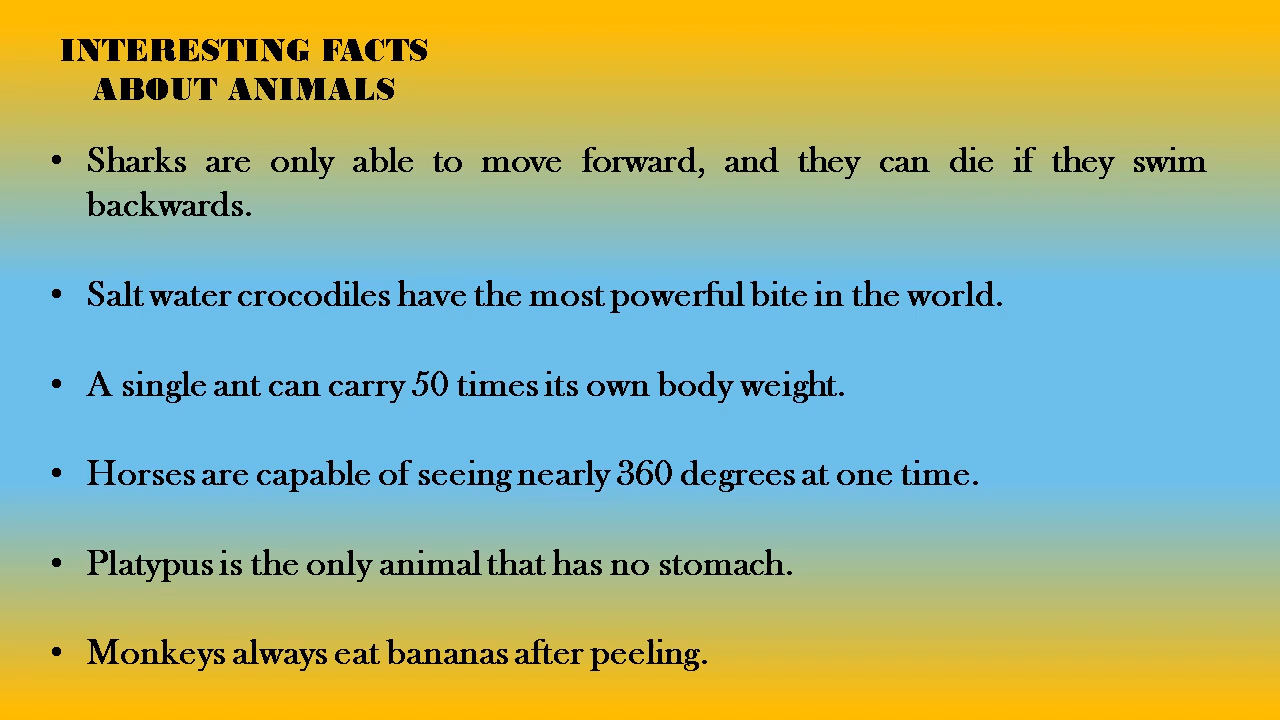 INTERESTING FACTS
ABOUT ANIMALS
• Sharks are only able to move forward, and they can die if they swim
backwards.
• Salt water crocodiles have the most powerful bite in the world.
• A single ant can carry 50 times its own body weight.
• Horses are capable of seeing nearly 360 degrees at one time.
• Platypus is the only animal that has no stomach.
• Monkeys always eat bananas after peeling.